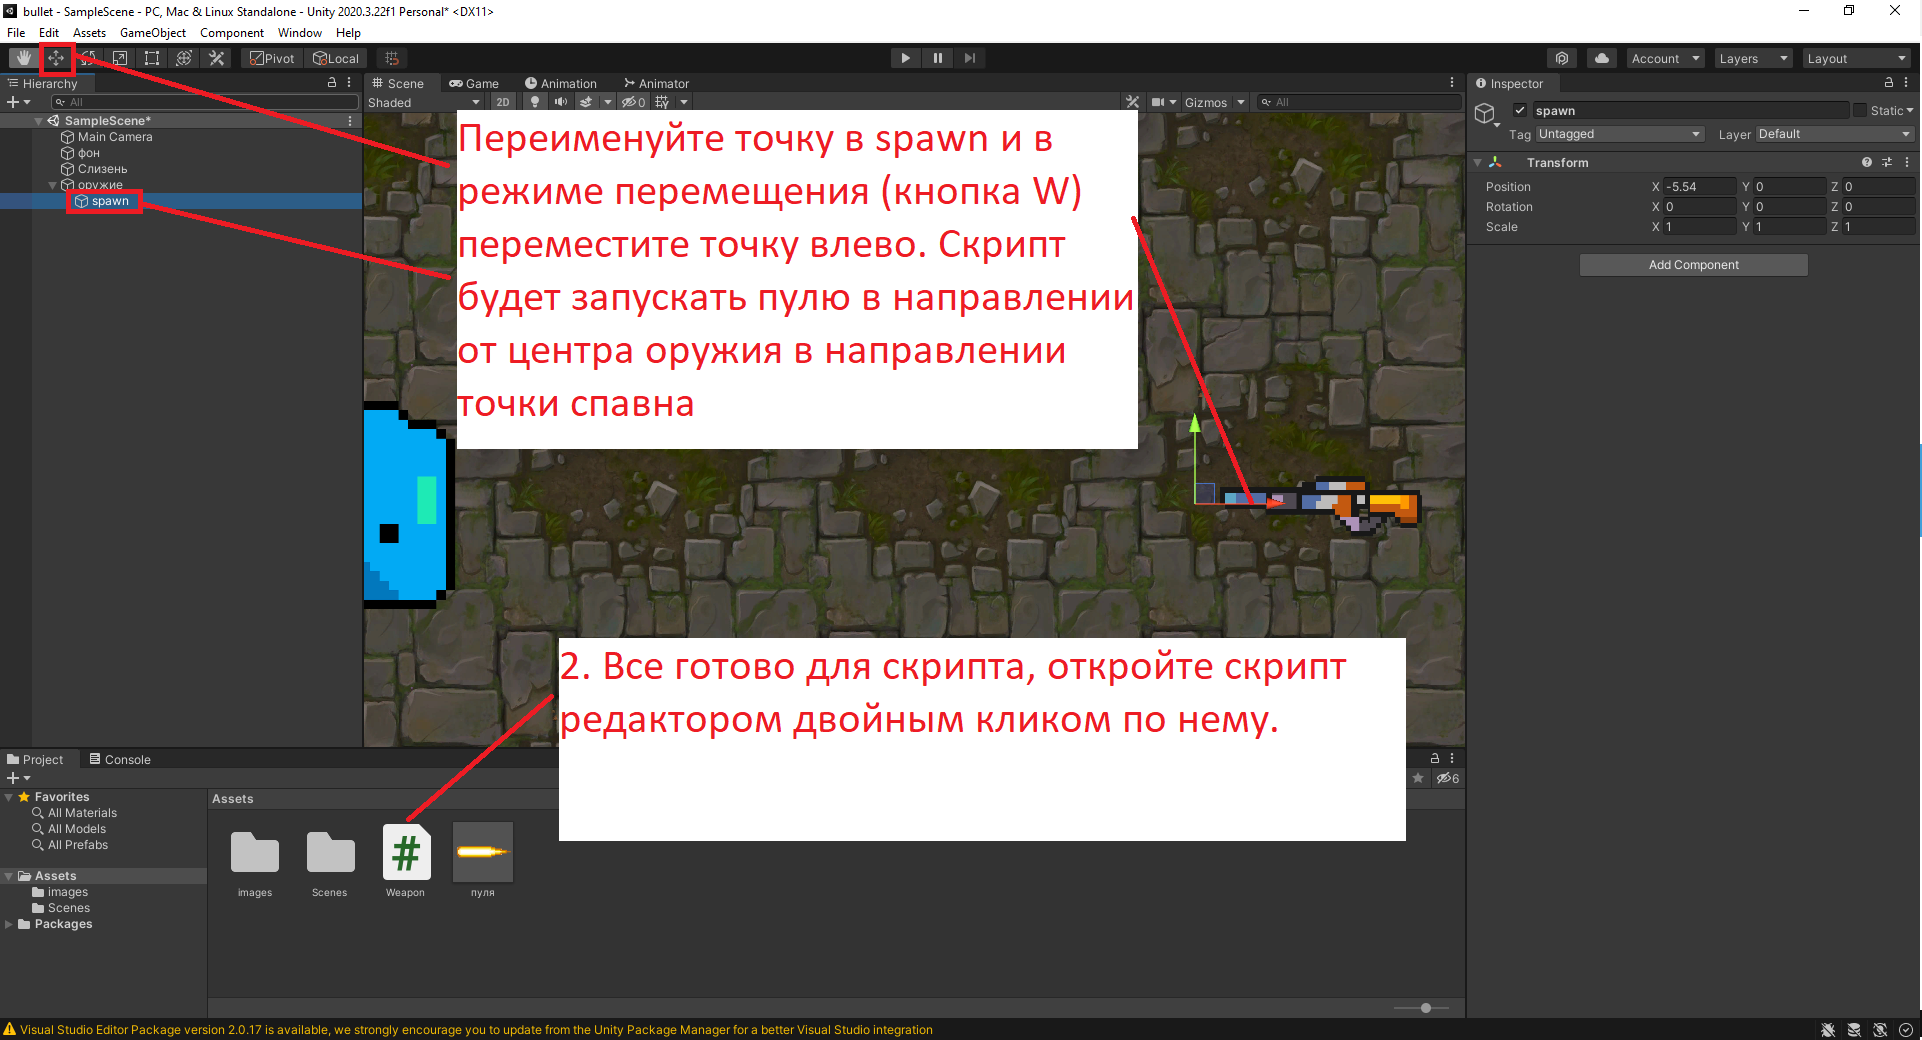 bullet - SampleScene - PC, Mac & Linux Standalone - Unity 2020.3.22f1 Personal* <DX11>
File Edit Assets GameObject Component Window Help
Pivot Local Account Layers Layout
Hierarchy
All
SampleScene*
Main Camera
фон
Слизень
оружие
spawn
Scene Game Animation Animator
Shaded 2D 0 Gizmos All
Переименуйте точку в spawn и в
режиме перемещения (кнопка W)
переместите точку влево. Скрипт
будет запускать пулю в направлении
от центра оружия в направлении
точки спавна
2. Все готово для скрипта, откройте скрипт
редактором двойным кликом по нему.
Inspector
spawn Static
Tag Untagged Layer Default
Transform
Position X -5.54 Y 0 Z 0
Rotation X 0 Y 0 Z 0
Scale X 1 Y 1 Z 1
Add Component
Project Console
6
Favorites
All Materials
All Models
All Prefabs
Assets
images
Scenes
Packages
Assets
images Scenes Weapon пуля
Visual Studio Editor Package version 2.0.17 is available, we strongly encourage you to update from the Unity Package Manager for a better Visual Studio integration